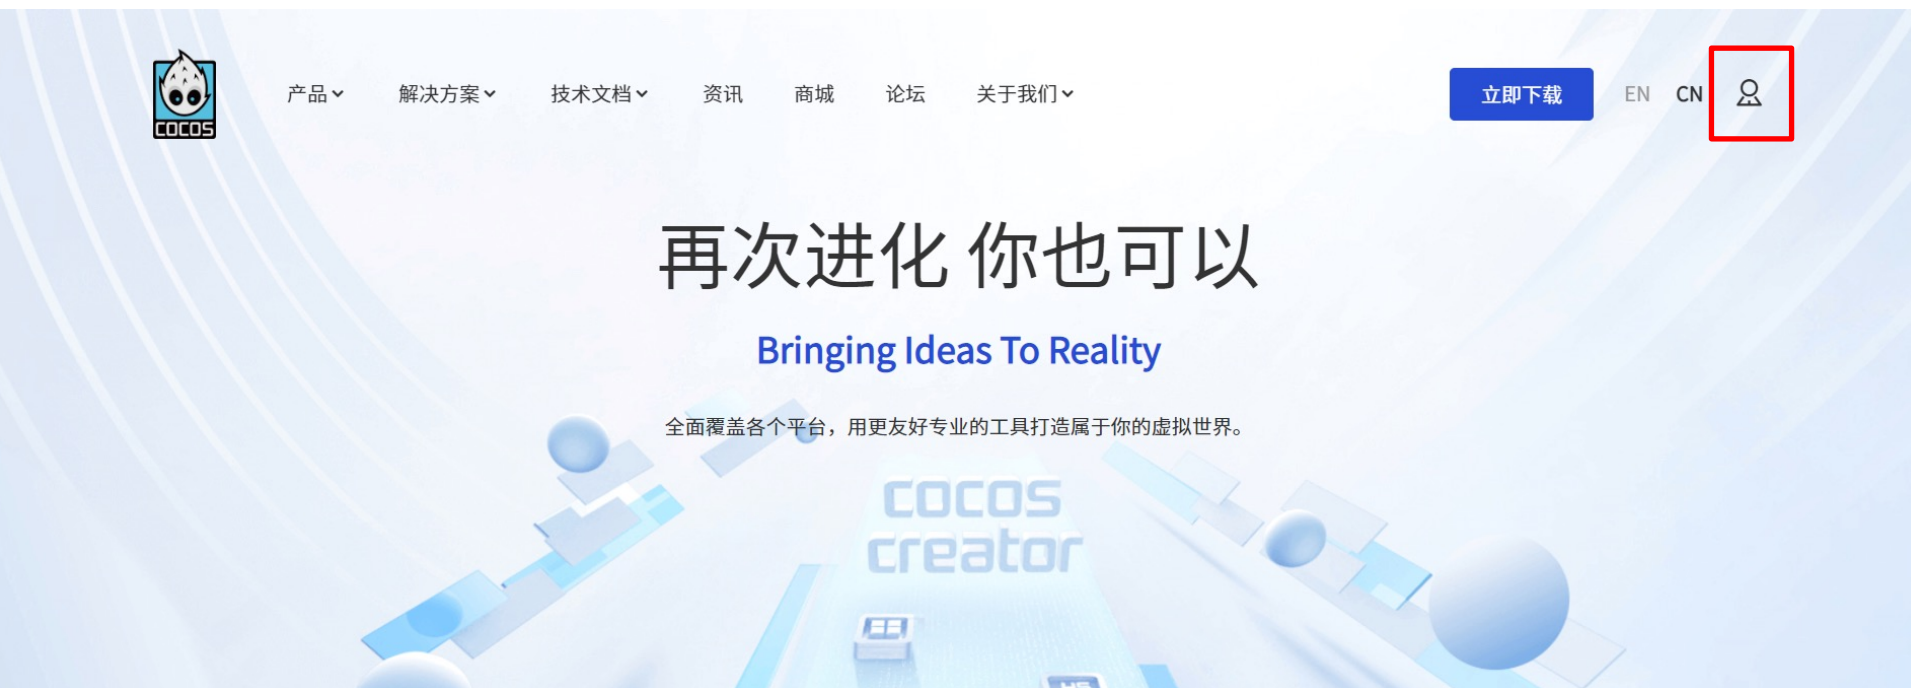 COCOS
产品 解决方案 技术文档 资讯 商城 论坛 关于我们 立即下载 EN CN
再次进化 你也可以
Bringing Ideas To Reality
全面覆盖各个平台，用更友好专业的工具打造属于你的虚拟世界。
cocos
creator